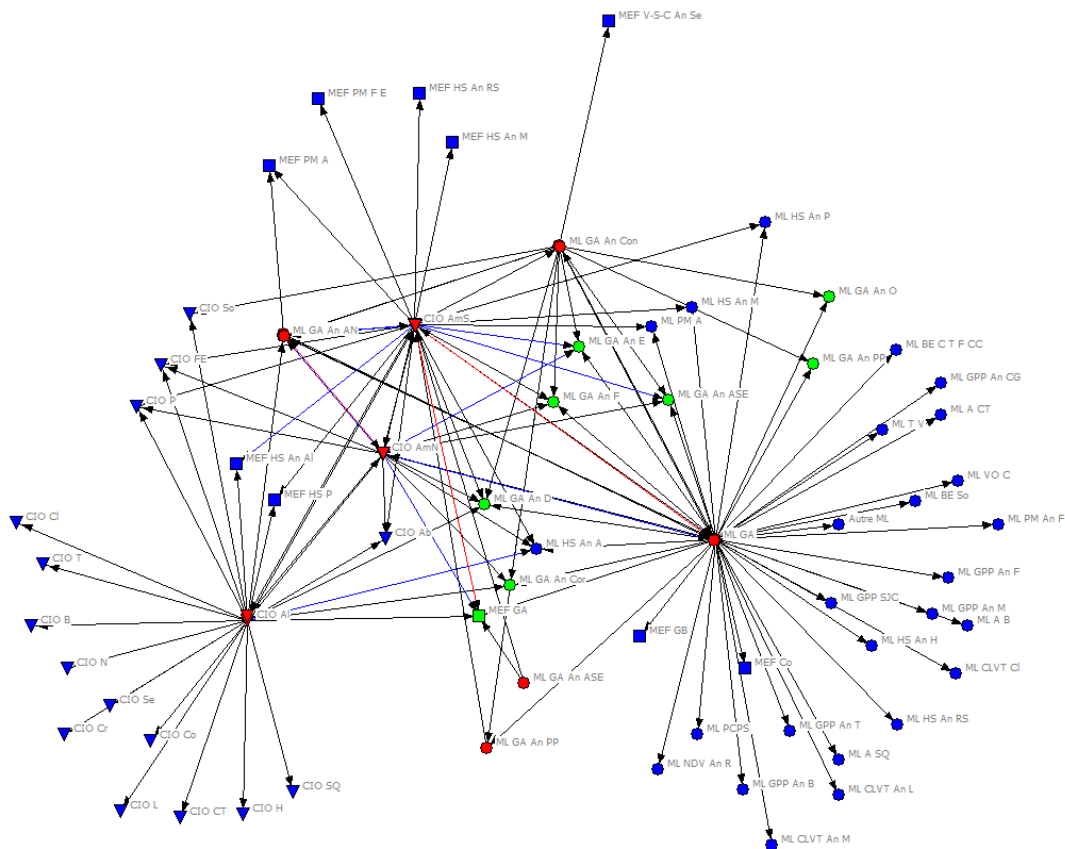 MEF V-S-C An Se
MEF HS An RS
MEF PM F E
MEF HS An M
MEF PM A
ML HS An P
ML GA An Con
ML GA An O
ML HS An M
CIO So
CIO AmS
ML PM A
ML GA An AN
ML GA An E
ML BE C T F CC
CIO FE
ML GA An PP
ML GPP An CG
ML GA An ASE
ML GA An F
CIO P
ML A CT
ML T V
CIO AmN
MEF HS An Al
ML VO C
MEF HS P
ML GA An D
ML BE So
CIO Cl
Autre ML
ML PM An F
CIO Ab
ML GA
ML HS An A
CIO T
ML GPP An F
ML GA An Cor
ML GPP SJC
MEF GA
CIO Al
ML GPP An M
CIO B
ML A B
MEF GB
ML HS An H
CIO N
MEF Co
ML CLVT Cl
ML GA An ASE
CIO Se
ML HS An RS
CIO Cr
CIO Co
ML PCPS
ML GPP An T
ML GA An PP
ML A SQ
ML NDV An R
CIO SQ
ML GPP An B
ML CLVT An L
CIO L
CIO CT
CIO H
ML CLVT An M